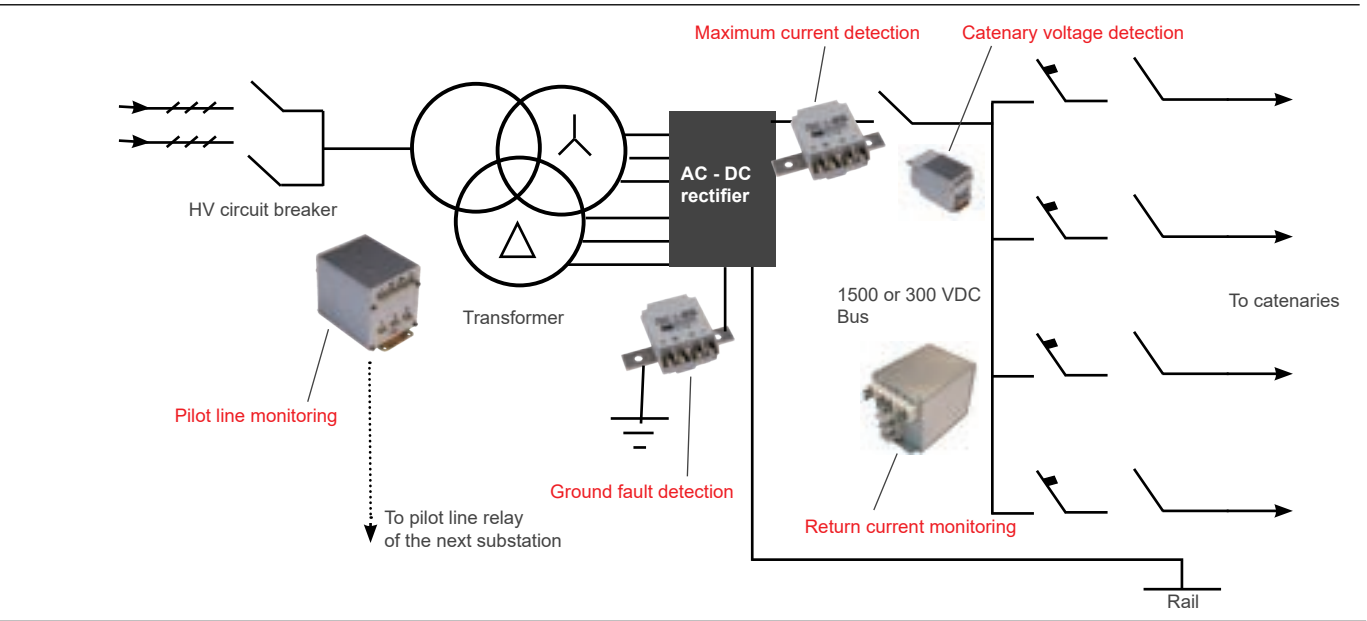 Maximum current detection
Catenary voltage detection
AC - DC
rectifier
HV circuit breaker
Transformer
1500 or 300 VDC
Bus
To catenaries
Pilot line monitoring
Ground fault detection
Return current monitoring
To pilot line relay
of the next substation
Rail